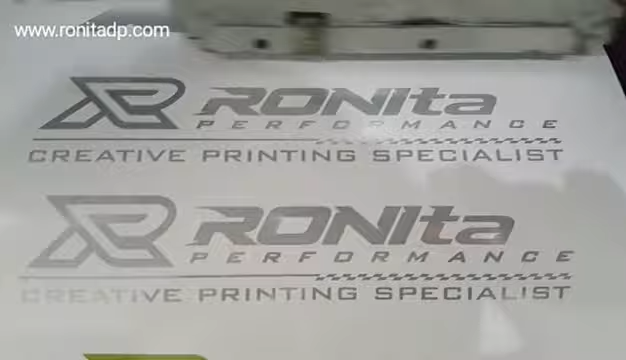 www.ronitadp.com
RONIta
PERFORMANCE
CREATIVE PRINTING SPECIALIST
RONIta
PERFORMANCE
CREATIVE PRINTING SPECIALIST